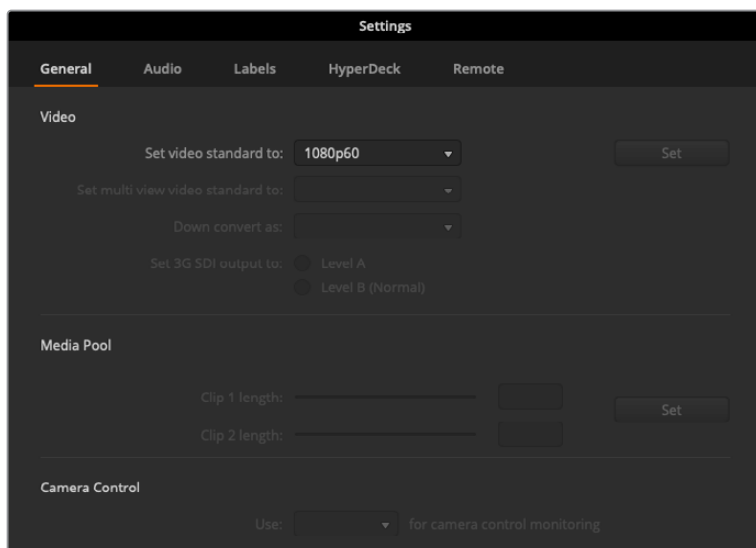 Settings
General Audio Labels HyperDeck Remote
Video
Set video standard to: 1080p60 Set
Set multi view video standard to:
Down convert as:
Set 3G SDI output to: Level A
Level B (Normal)
Media Pool
Clip 1 length:
Set
Clip 2 length:
Camera Control
Use: for camera control monitoring